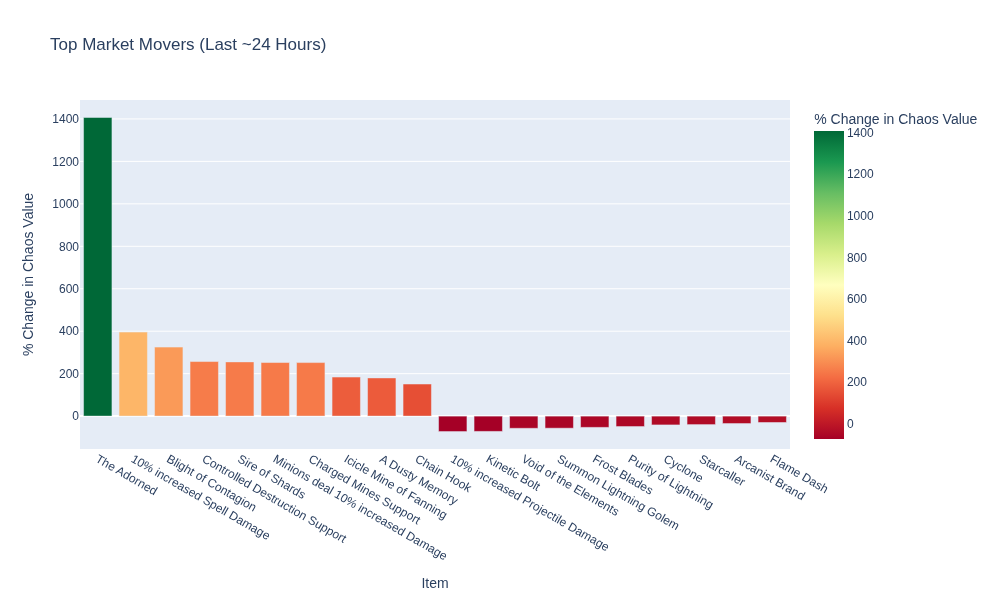 Top Market Movers (Last ~24 Hours)
% Change in Chaos Value
1400
1200
1000
800
600
400
200
0
The Adorned
10% increased Spell Damage
Blight of Contagion
Controlled Destruction Support
Sire of Shards
Minions deal 10% increased Damage
Charged Mines Support
Icicle Mine of Fanning
A Dusty Memory
Chain Hook
10% increased Projectile Damage
Kinetic Bolt
Void of the Elements
Summon Lightning Golem
Frost Blades
Purity of Lightning
Cyclone
Starcaller
Arcanist Brand
Flame Dash
Item
% Change in Chaos Value
1400
1200
1000
800
600
400
200
0